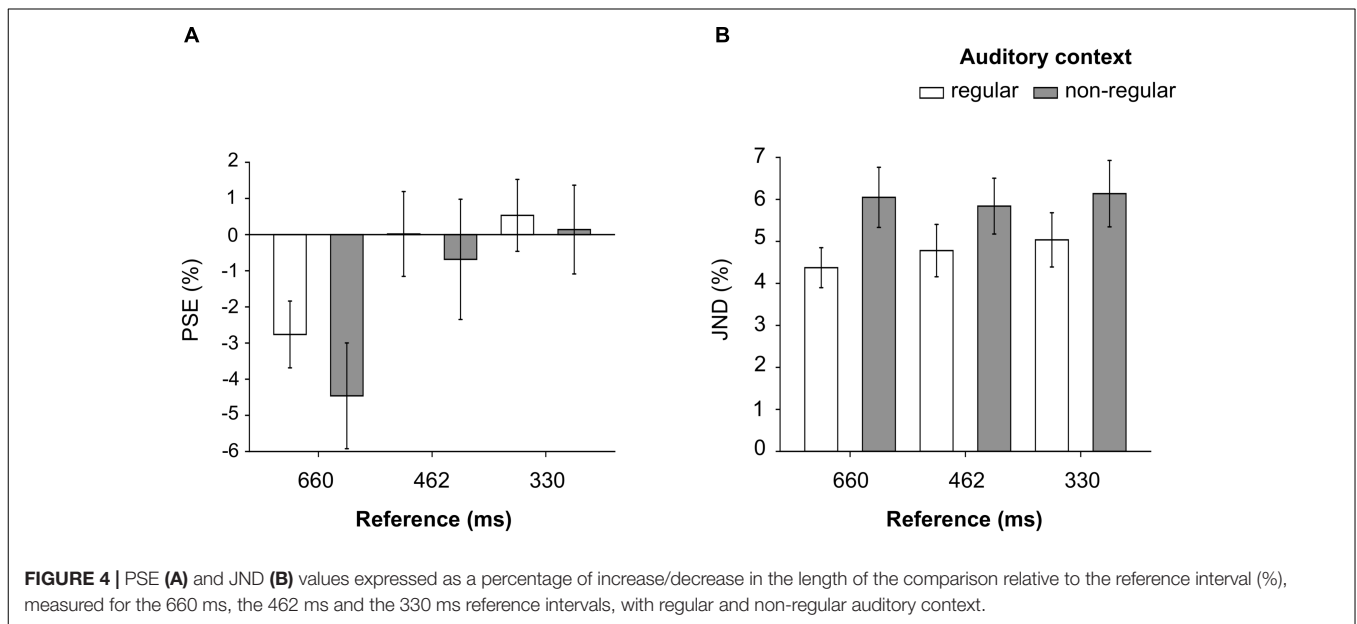 A
B
Auditory context
regular non-regular
2
1
0
-1
-2
-3
-4
-5
-6
PSE (%)
660 462 330
Reference (ms)
7
6
5
4
3
2
1
0
JND (%)
660 462 330
Reference (ms)
FIGURE 4 | PSE (A) and JND (B) values expressed as a percentage of increase/decrease in the length of the comparison relative to the reference interval (%),
measured for the 660 ms, the 462 ms and the 330 ms reference intervals, with regular and non-regular auditory context.